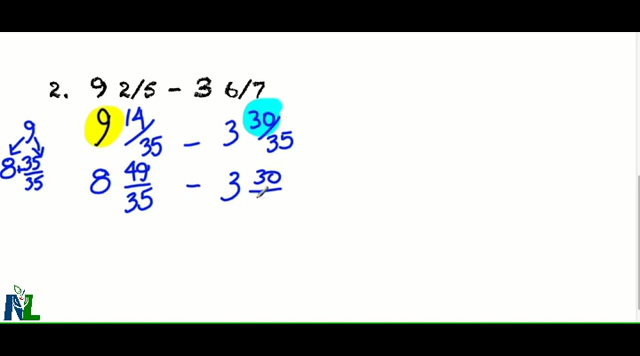 2. 9 2/5 - 3 6/7
9 14/35 - 3 30/35
9
8 + 35/35
8 49/35 - 3 30
NL